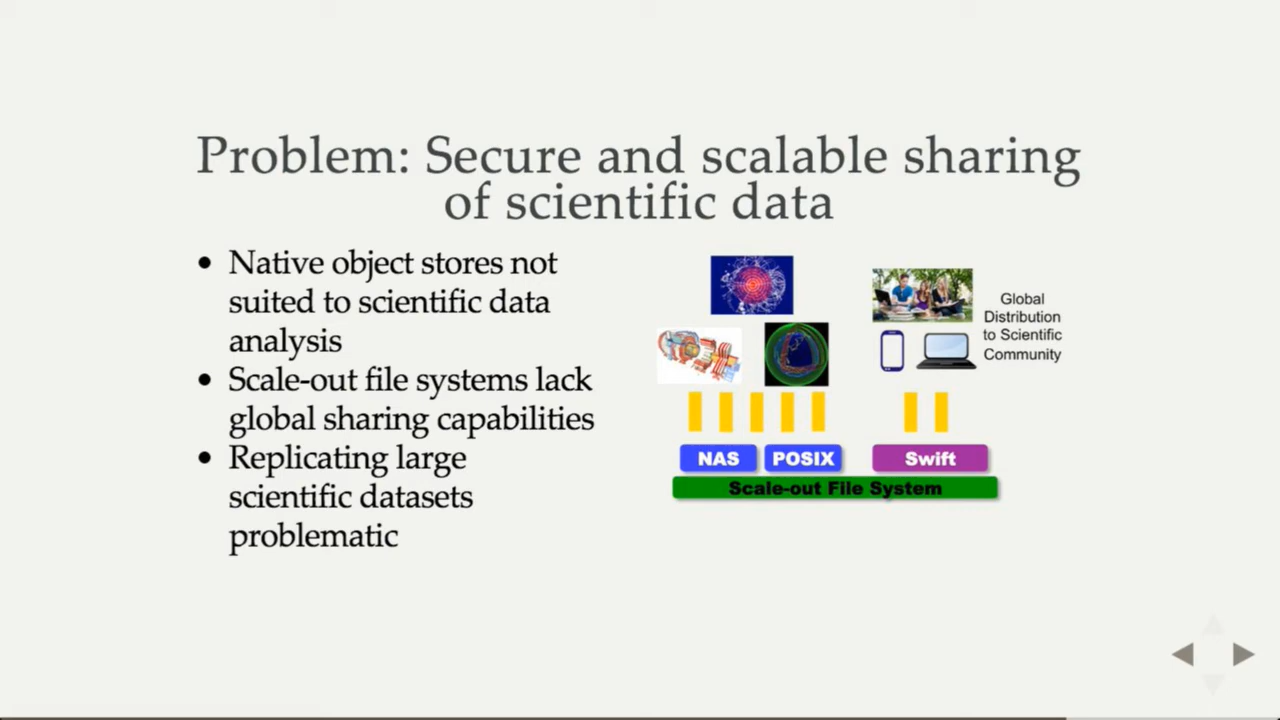 Problem: Secure and scalable sharing
of scientific data
• Native object stores not
suited to scientific data
analysis
• Scale-out file systems lack
global sharing capabilities
• Replicating large
scientific datasets
problematic
Global
Distribution
to Scientific
Community
NAS
POSIX
Swift
Scale-out File System